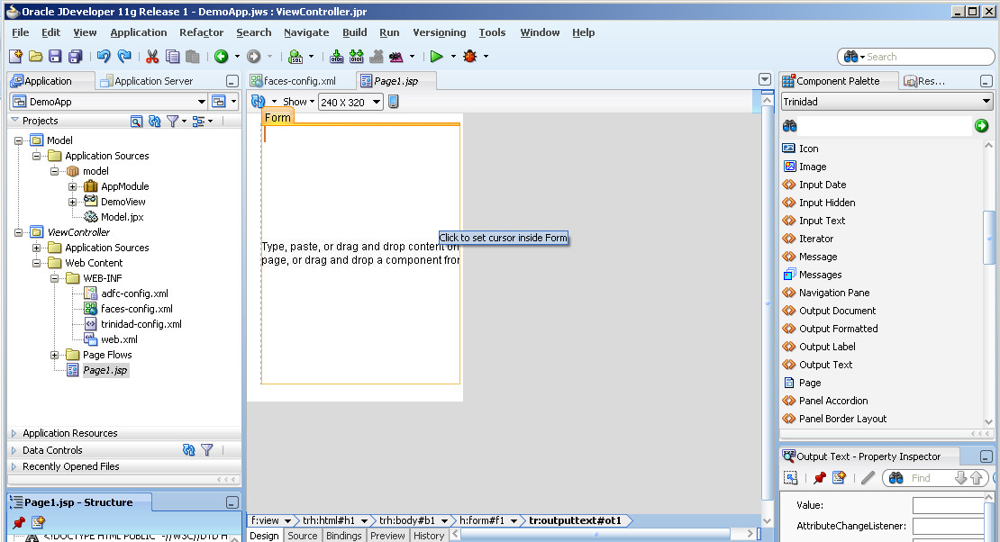 Oracle JDeveloper 11g Release 1 - DemoApp.jws : ViewController.jpr
File Edit View Application Refactor Search Navigate Build Run Versioning Tools Window Help
Search
Application
Application Server
DemoApp
Projects
Model
Application Sources
model
AppModule
DemoView
Model.jpx
ViewController
Application Sources
Web Content
WEB-INF
adfc-config.xml
faces-config.xml
trinidad-config.xml
web.xml
Page Flows
Page1.jsp
Application Resources
Data Controls
Recently Opened Files
Page1.jsp - Structure
faces-config.xml
Page1.jsp
Show
240 X 320
Form
Click to set cursor inside Form
Type, paste, or drag and drop content on
page, or drag and drop a component from
f:view
trh:html#h1
trh:body#b1
h:form#f1
tr:outputtext#ot1
Design Source Bindings Preview History
Component Palette
Res...
Trinidad
Icon
Image
Input Date
Input Hidden
Input Text
Iterator
Message
Messages
Navigation Pane
Output Document
Output Formatted
Output Label
Output Text
Page
Panel Accordion
Panel Border Layout
Output Text - Property Inspector
Find
Value:
AttributeChangeListener: